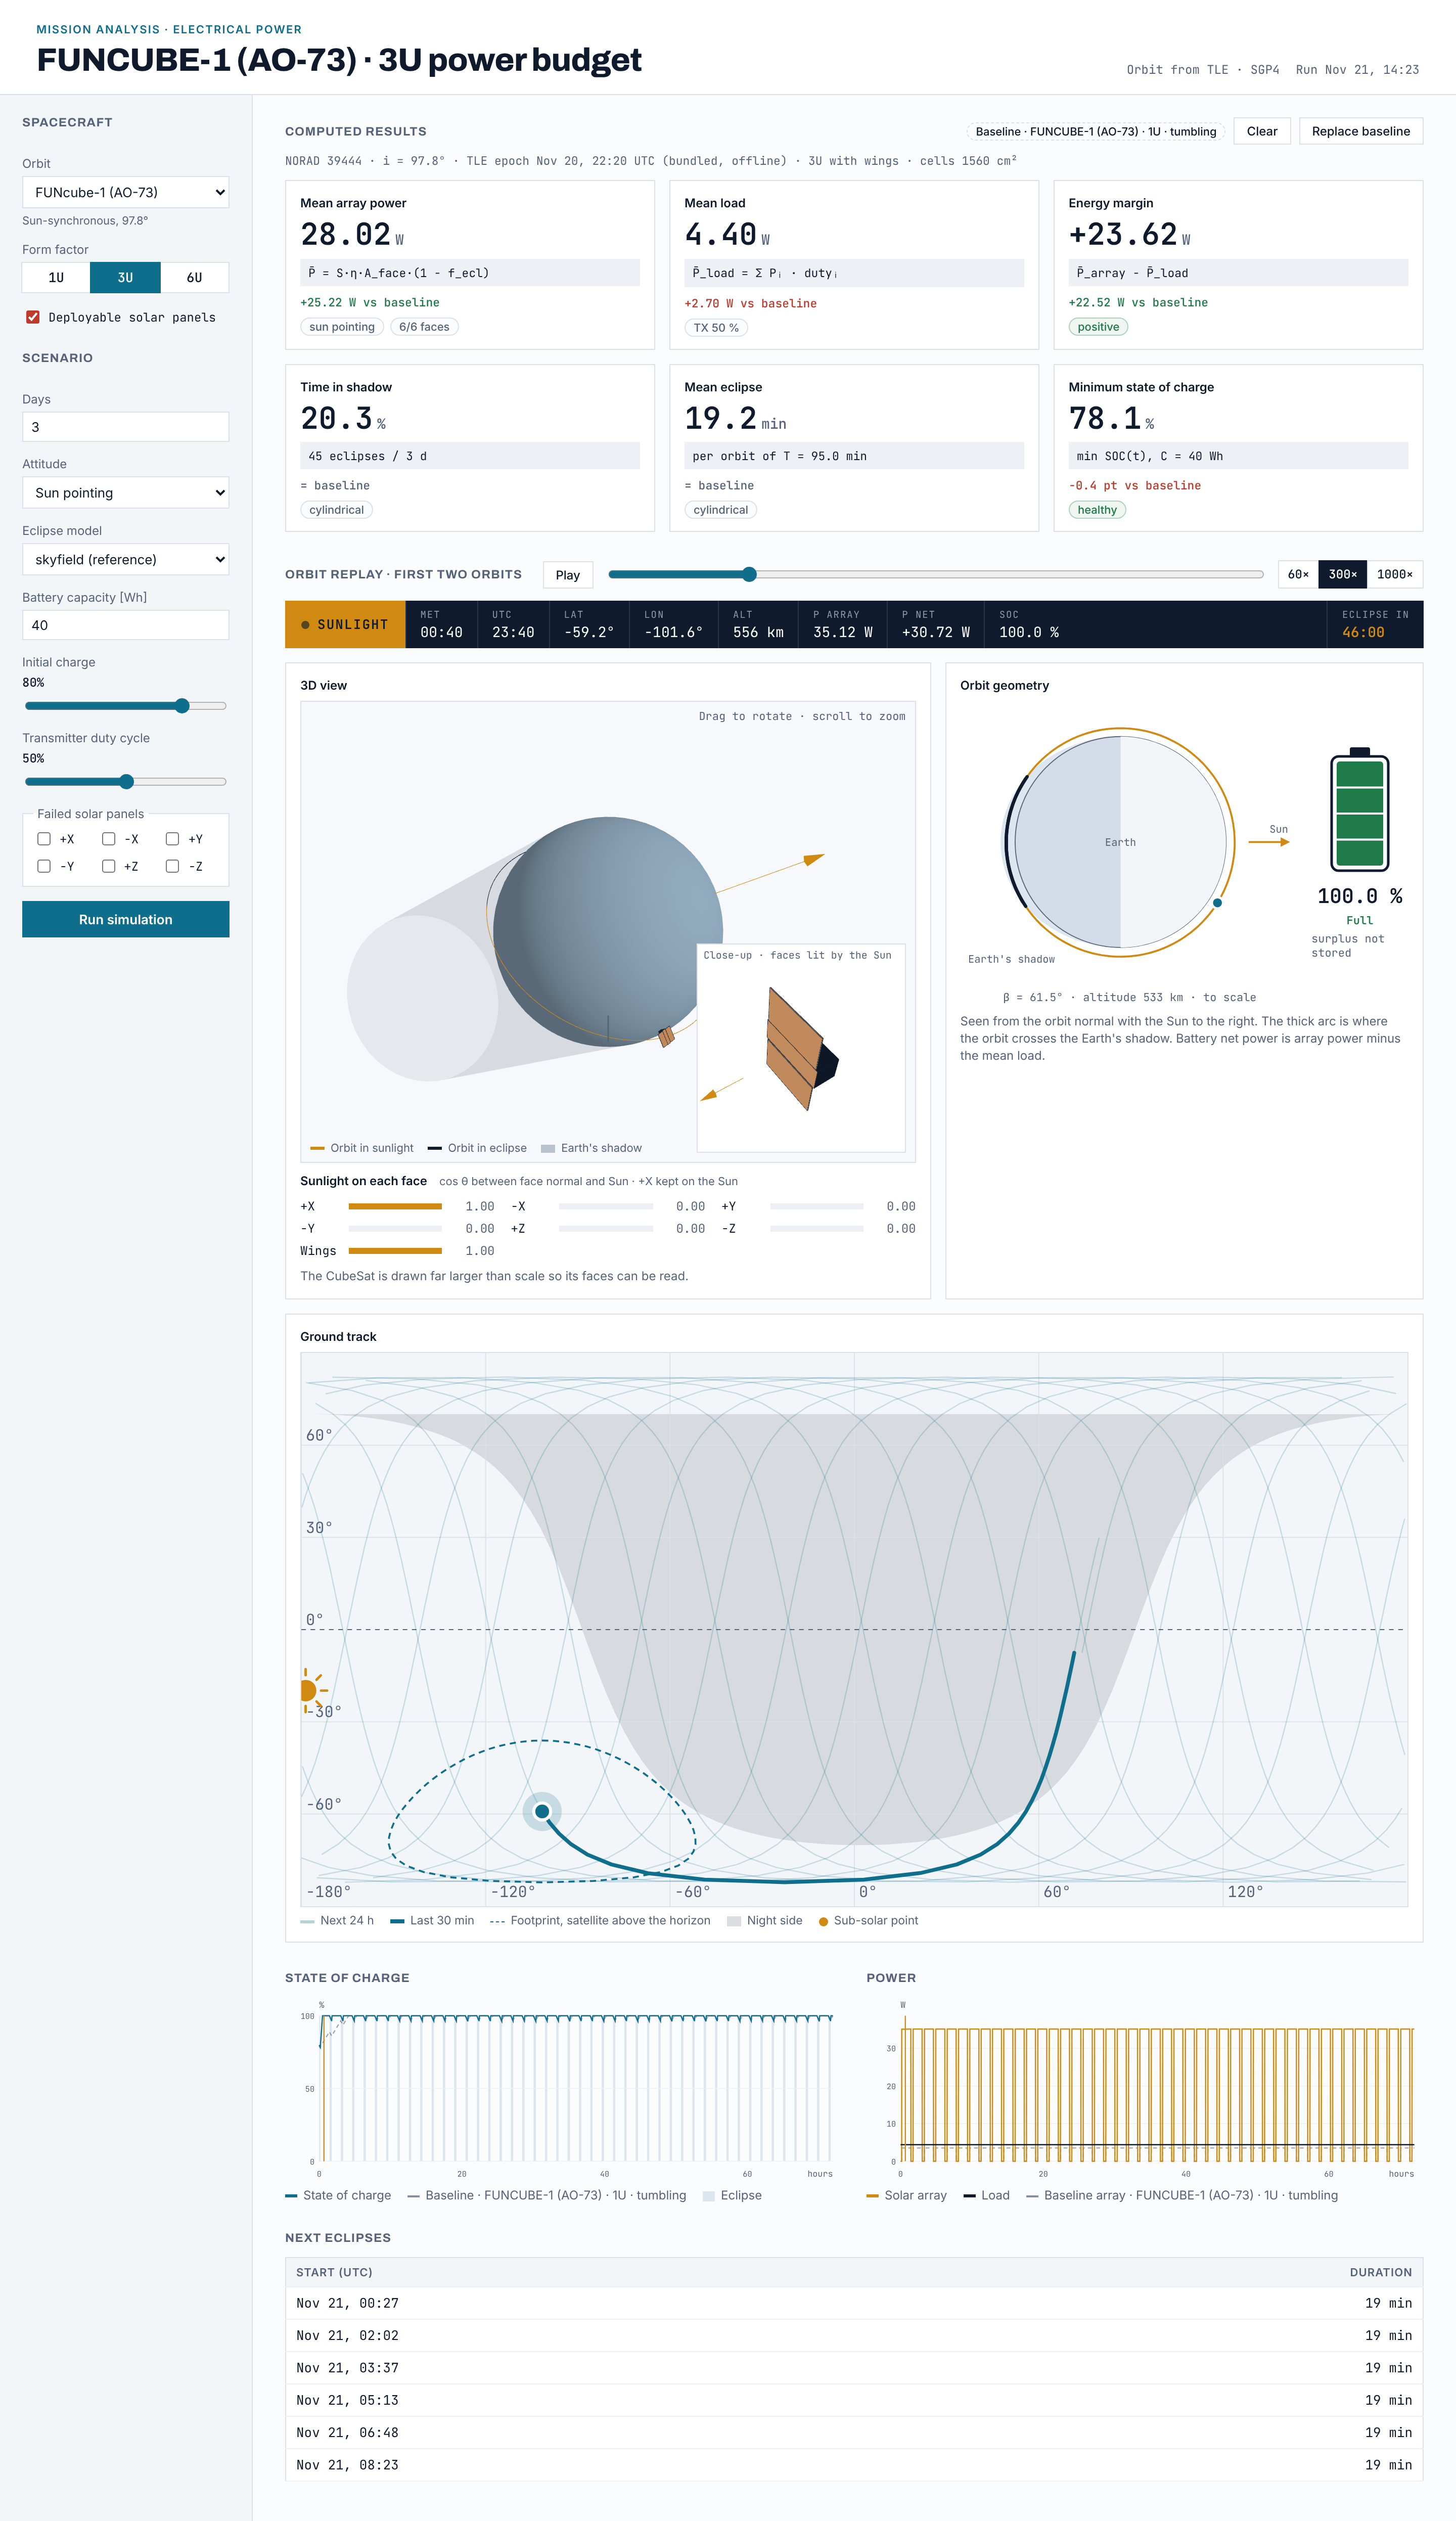 MISSION ANALYSIS · ELECTRICAL POWER
FUNCUBE-1 (AO-73) · 3U power budget
Orbit from TLE · SGP4 Run Nov 21, 14:23
SPACECRAFT
Orbit
FUNcube-1 (AO-73)
Sun-synchronous, 97.8°
Form factor
1U 3U 6U
Deployable solar panels
SCENARIO
Days
3
Attitude
Sun pointing
Eclipse model
skyfield (reference)
Battery capacity [Wh]
40
Initial charge
80%
Transmitter duty cycle
50%
Failed solar panels
+X -X +Y
-Y +Z -Z
Run simulation
COMPUTED RESULTS
Baseline · FUNCUBE-1 (AO-73) · 1U · tumbling
Clear
Replace baseline
NORAD 39444 · i = 97.8° · TLE epoch Nov 20, 22:20 UTC (bundled, offline) · 3U with wings · cells 1560 cm²
Mean array power
28.02 W
P̄ = S·η·A_face·(1 - f_ecl)
+25.22 W vs baseline
sun pointing 6/6 faces
Mean load
4.40 W
P̄_load = Σ Pᵢ · dutyᵢ
+2.70 W vs baseline
TX 50 %
Energy margin
+23.62 W
P̄_array - P̄_load
+22.52 W vs baseline
positive
Time in shadow
20.3 %
45 eclipses / 3 d
= baseline
cylindrical
Mean eclipse
19.2 min
per orbit of T = 95.0 min
= baseline
cylindrical
Minimum state of charge
78.1 %
min SOC(t), C = 40 Wh
-0.4 pt vs baseline
healthy
ORBIT REPLAY · FIRST TWO ORBITS
Play
60× 300× 1000×
SUNLIGHT
MET
00:40
UTC
23:40
LAT
-59.2°
LON
-101.6°
ALT
556 km
P ARRAY
35.12 W
P NET
+30.72 W
SOC
100.0 %
ECLIPSE IN
46:00
3D view
Drag to rotate · scroll to zoom
Close-up · faces lit by the Sun
Orbit in sunlight Orbit in eclipse Earth's shadow
Sunlight on each face cos θ between face normal and Sun · +X kept on the Sun
+X 1.00 -X 0.00 +Y 0.00
-Y 0.00 +Z 0.00 -Z 0.00
Wings 1.00
The CubeSat is drawn far larger than scale so its faces can be read.
Orbit geometry
Earth
Sun
Earth's shadow
100.0 %
Full
surplus not
stored
β = 61.5° · altitude 533 km · to scale
Seen from the orbit normal with the Sun to the right. The thick arc is where
the orbit crosses the Earth's shadow. Battery net power is array power minus
the mean load.
Ground track
60°
30°
0°
-30°
-60°
-180° -120° -60° 0° 60° 120°
Next 24 h Last 30 min Footprint, satellite above the horizon Night side Sub-solar point
STATE OF CHARGE
%
100
50
0
0 20 40 60 hours
State of charge Baseline · FUNCUBE-1 (AO-73) · 1U · tumbling Eclipse
POWER
W
30
20
10
0
0 20 40 60 hours
Solar array Load Baseline array · FUNCUBE-1 (AO-73) · 1U · tumbling
NEXT ECLIPSES
START (UTC) DURATION
Nov 21, 00:27 19 min
Nov 21, 02:02 19 min
Nov 21, 03:37 19 min
Nov 21, 05:13 19 min
Nov 21, 06:48 19 min
Nov 21, 08:23 19 min